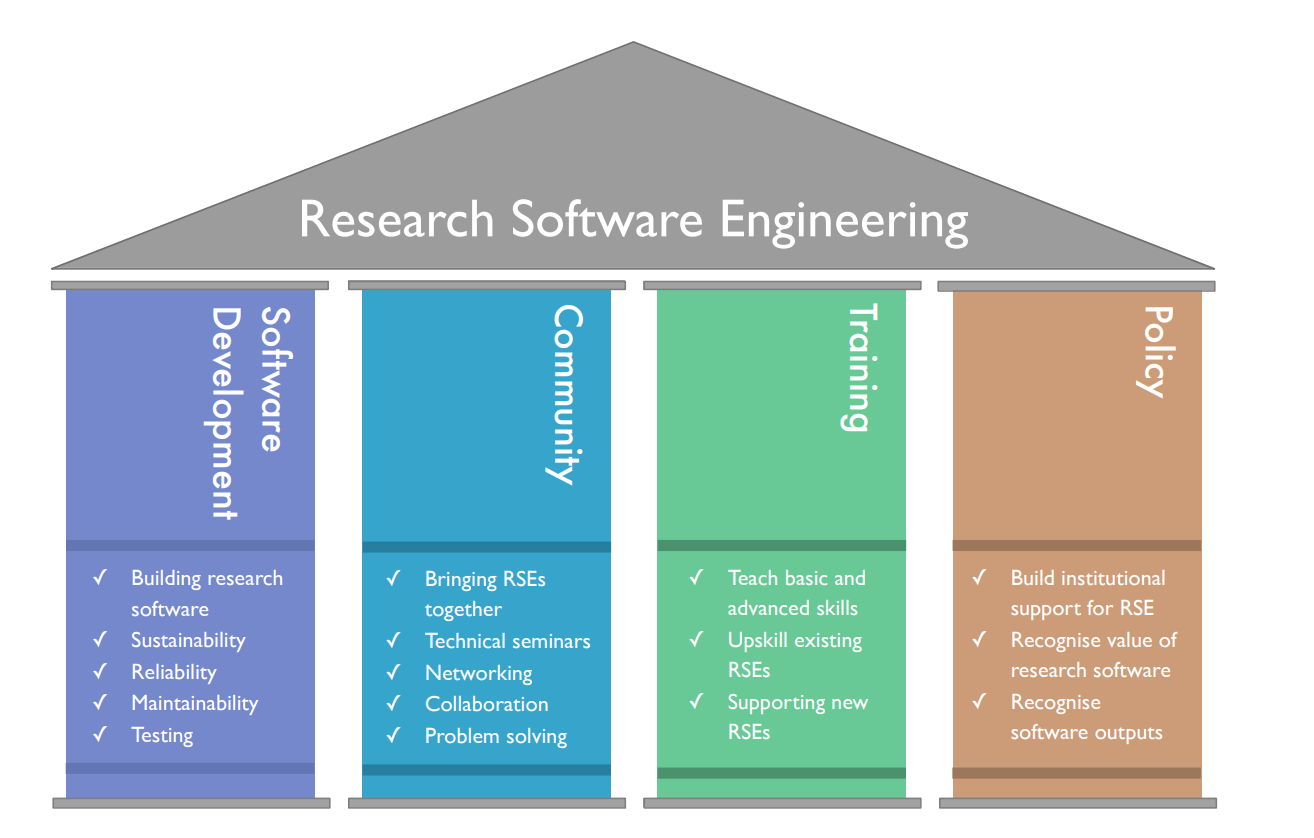 Research Software Engineering
Software
Development
✓ Building research
software
✓ Sustainability
✓ Reliability
✓ Maintainability
✓ Testing
Community
✓ Bringing RSEs
together
✓ Technical seminars
✓ Networking
✓ Collaboration
✓ Problem solving
Training
✓ Teach basic and
advanced skills
✓ Upskill existing
RSEs
✓ Supporting new
RSEs
Policy
✓ Build institutional
support for RSE
✓ Recognise value of
research software
✓ Recognise
software outputs